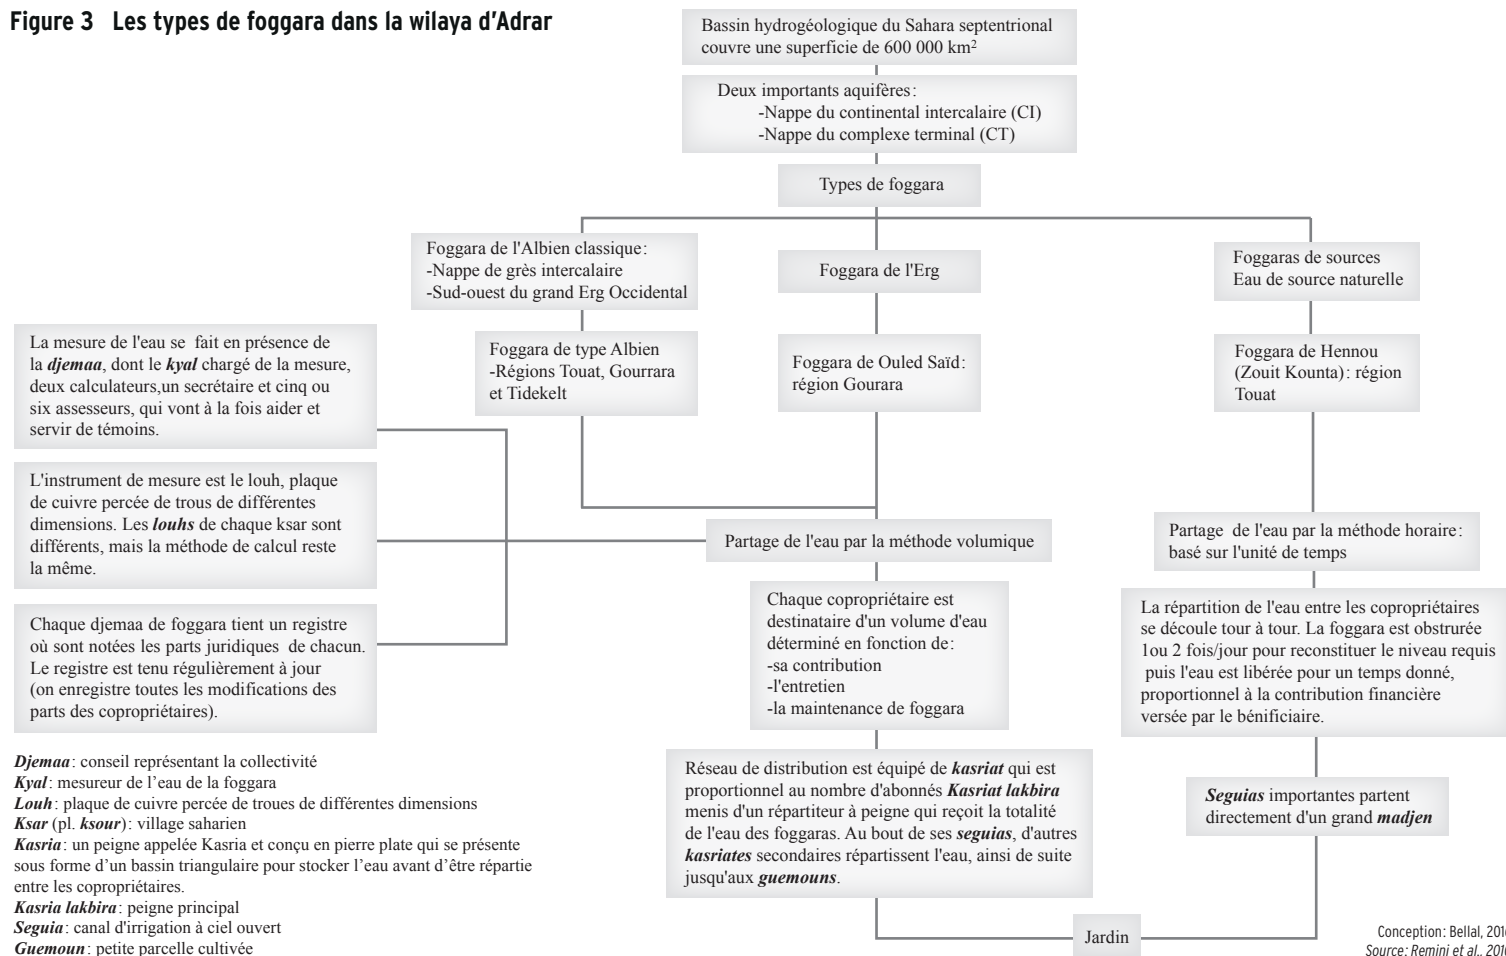 Figure 3 Les types de foggara dans la wilaya d'Adrar
Bassin hydrogéologique du Sahara septentrional
couvre une superficie de 600 000 km²
Deux importants aquifères:
-Nappe du continental intercalaire (CI)
-Nappe du complexe terminal (CT)
Types de foggara
Foggara de l'Albien classique:
-Nappe de grès intercalaire
-Sud-ouest du grand Erg Occidental
Foggara de l'Erg
Foggaras de sources
Eau de source naturelle
Foggara de type Albien
-Régions Touat, Gourrara
et Tidekelt
Foggara de Ouled Saïd:
région Gourara
Foggara de Hennou
(Zouit Kounta): région
Touat
La mesure de l'eau se fait en présence de
la djemaa, dont le kyal chargé de la mesure,
deux calculateurs,un secrétaire et cinq ou
six assesseurs, qui vont à la fois aider et
servir de témoins.
L'instrument de mesure est le louh, plaque
de cuivre percée de trous de différentes
dimensions. Les louhs de chaque ksar sont
différents, mais la méthode de calcul reste
la même.
Chaque djemaa de foggara tient un registre
où sont notées les parts juridiques de chacun.
Le registre est tenu régulièrement à jour
(on enregistre toutes les modifications des
parts des copropriétaires).
Partage de l'eau par la méthode volumique
Partage de l'eau par la méthode horaire:
basé sur l'unité de temps
Chaque copropriétaire est
destinataire d'un volume d'eau
déterminé en fonction de:
-sa contribution
-l'entretien
-la maintenance de foggara
La répartition de l'eau entre les copropriétaires
se découle tour à tour. La foggara est obstrurée
1ou 2 fois/jour pour reconstituer le niveau requis
puis l'eau est libérée pour un temps donné,
proportionnel à la contribution financière
versée par le bénificiaire.
Réseau de distribution est équipé de kasriat qui est
proportionnel au nombre d'abonnés Kasriat lakbira
menis d'un répartiteur à peigne qui reçoit la totalité
de l'eau des foggaras. Au bout de ses seguias, d'autres
kasriates secondaires répartissent l'eau, ainsi de suite
jusqu'aux guemouns.
Seguias importantes partent
directement d'un grand madjen
Jardin
Djemaa: conseil représentant la collectivité
Kyal: mesureur de l'eau de la foggara
Louh: plaque de cuivre percée de troues de différentes dimensions
Ksar (pl. ksour): village saharien
Kasria: un peigne appelée Kasria et conçu en pierre plate qui se présente
sous forme d'un bassin triangulaire pour stocker l'eau avant d'être répartie
entre les copropriétaires.
Kasria lakbira: peigne principal
Seguia: canal d'irrigation à ciel ouvert
Guemoun: petite parcelle cultivée
Conception: Bellal, 2016
Source: Remini et al., 2010